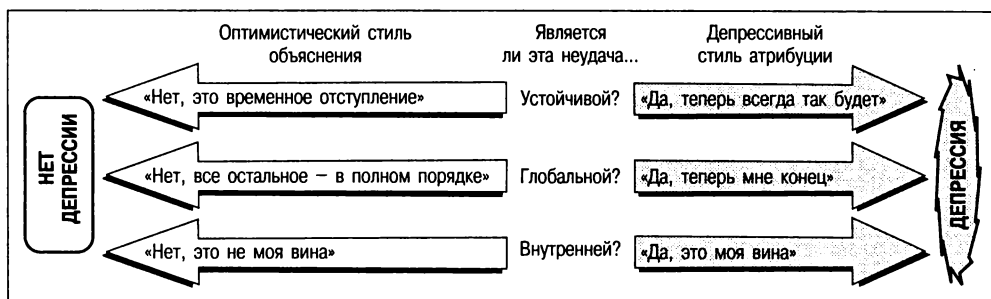 Оптимистический стиль
объяснения
Является
ли эта неудача...
Депрессивный
стиль атрибуции
НЕТ
ДЕПРЕССИИ
«Нет, это временное отступление»
Устойчивой?
«Да, теперь всегда так будет»
«Нет, все остальное – в полном порядке»
Глобальной?
«Да, теперь мне конец»
«Нет, это не моя вина»
Внутренней?
«Да, это моя вина»
ДЕПРЕССИЯ